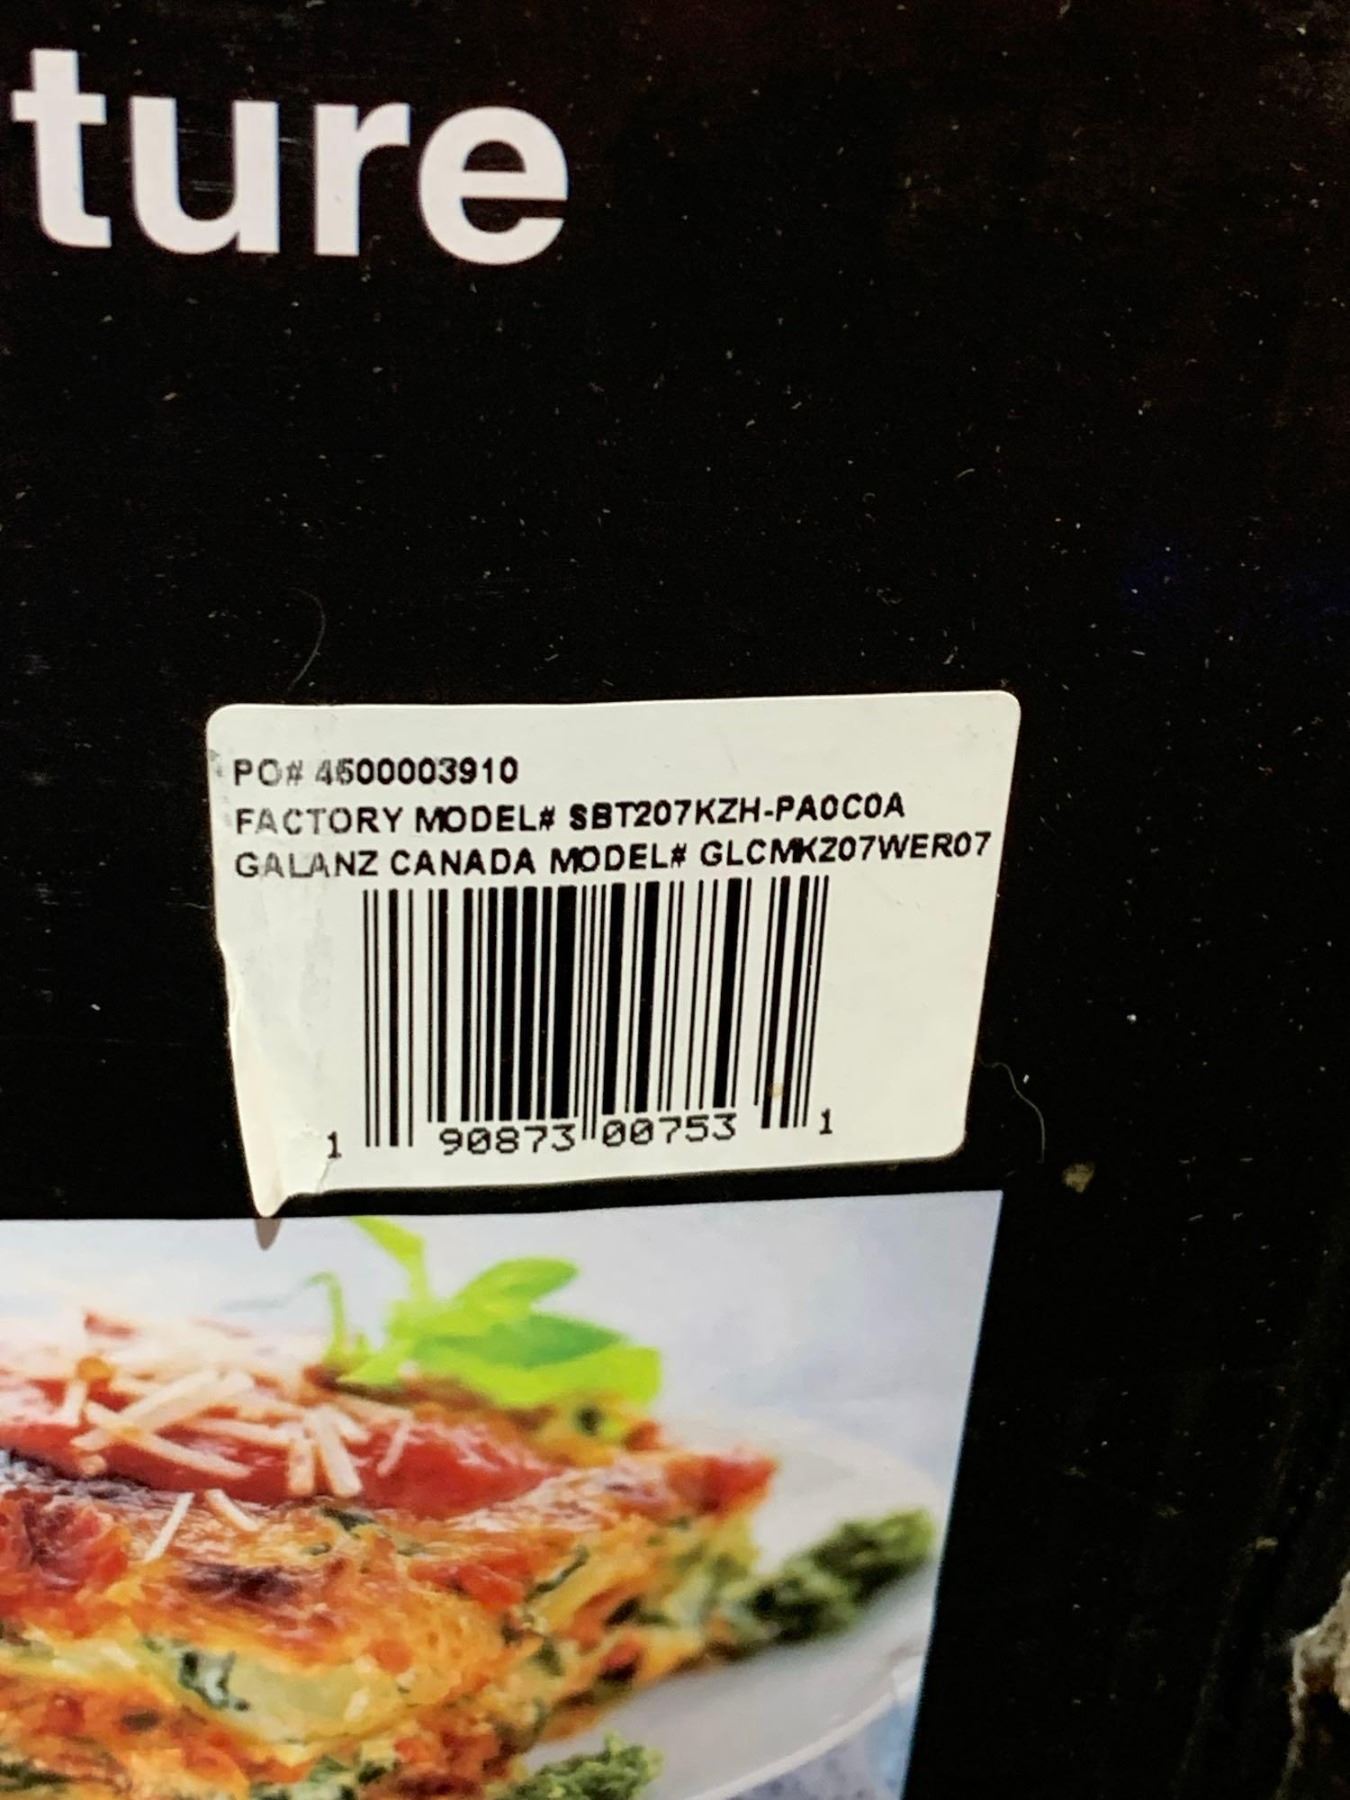 ture
PO# 4500003910
FACTORY MODEL# SBT207KZH-PA0C0A
GALANZ CANADA MODEL# GLCMKZ07WER07
1 90873 00753 1